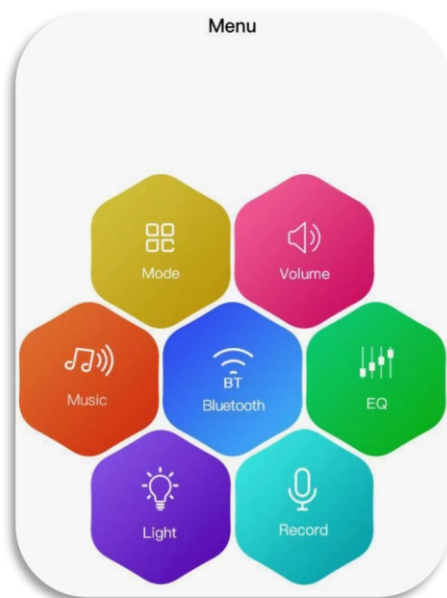 Menu
Mode
Volume
Music
BT
Bluetooth
EQ
Light
Record